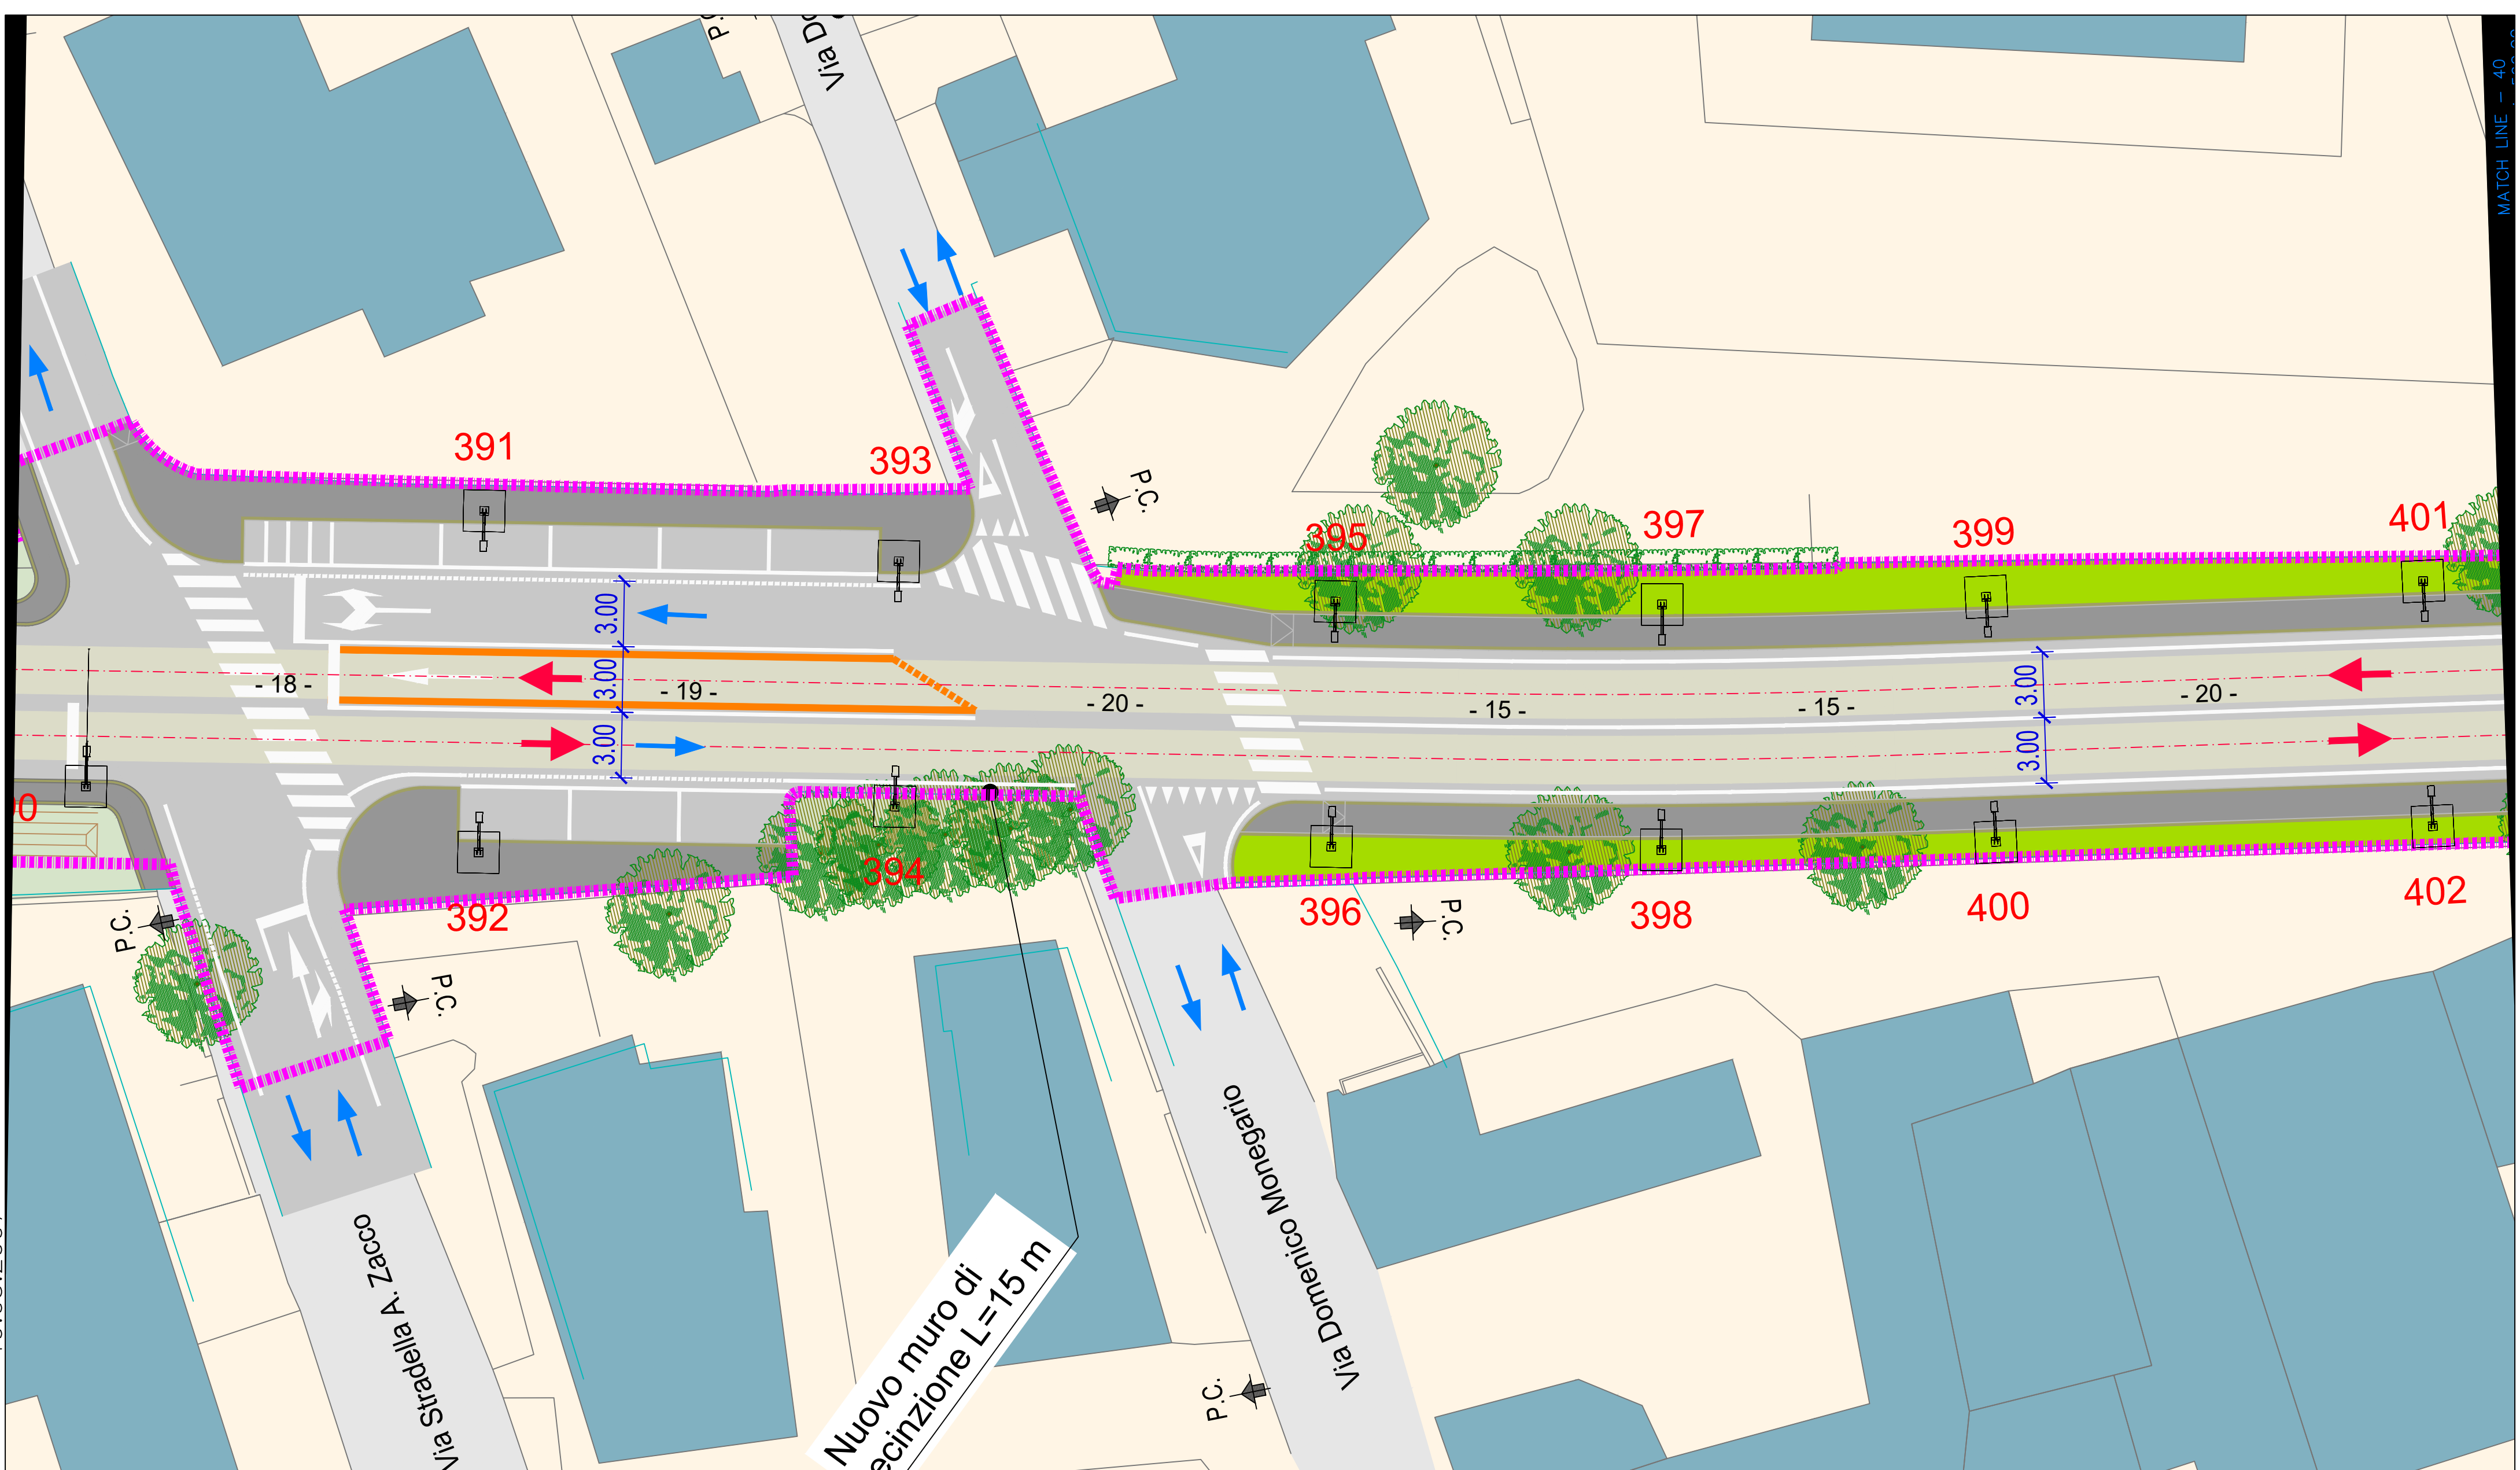 P.C.
Via Do
MATCH LINE - 40
391
393
P.C.
395
397
399
401
3.00
3.00
3.00
- 18 -
- 19 -
- 20 -
- 15 -
- 15 -
- 20 -
3.00
3.00
392
394
396
398
400
402
P.C.
P.C.
P.C.
Via Stradella A. Zacco
Nuovo muro di
ecinzione L=15 m
Via Domenico Monegario
P.C.